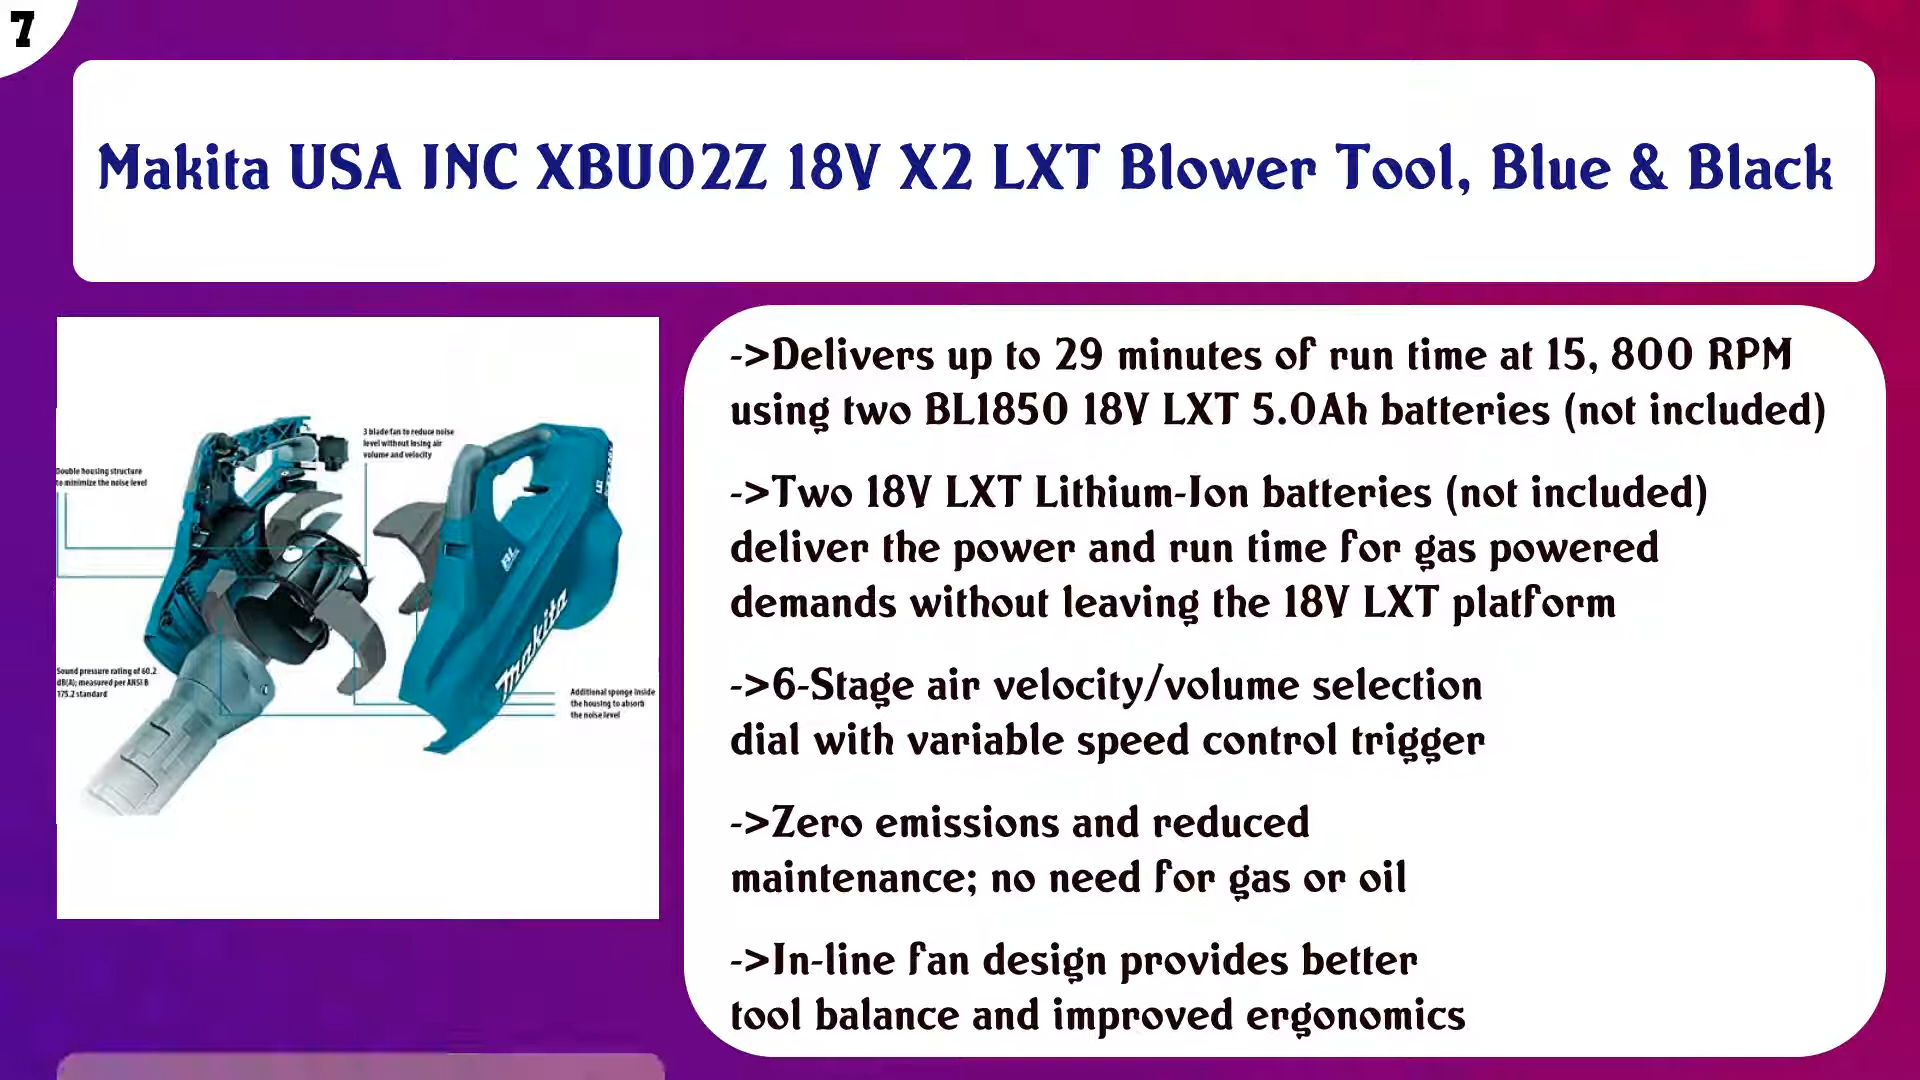 7
Makita USA INC XBU02Z 18V X2 LXT Blower Tool, Blue & Black
3 blade fan to reduce noise
level without losing air
volume and velocity
Double housing structure
to minimize the noise level
Sound pressure rating of 60.2
dB(A); measured per ANSI B
175.2 standard
Additional sponge inside
the housing to absorb
the noise level
BL
Makita
->Delivers up to 29 minutes of run time at 15, 800 RPM
using two BL1850 18V LXT 5.0Ah batteries (not included)
->Two 18V LXT Lithium-Ion batteries (not included)
deliver the power and run time for gas powered
demands without leaving the 18V LXT platform
->6-Stage air velocity/volume selection
dial with variable speed control trigger
->Zero emissions and reduced
maintenance; no need for gas or oil
->In-line fan design provides better
tool balance and improved ergonomics